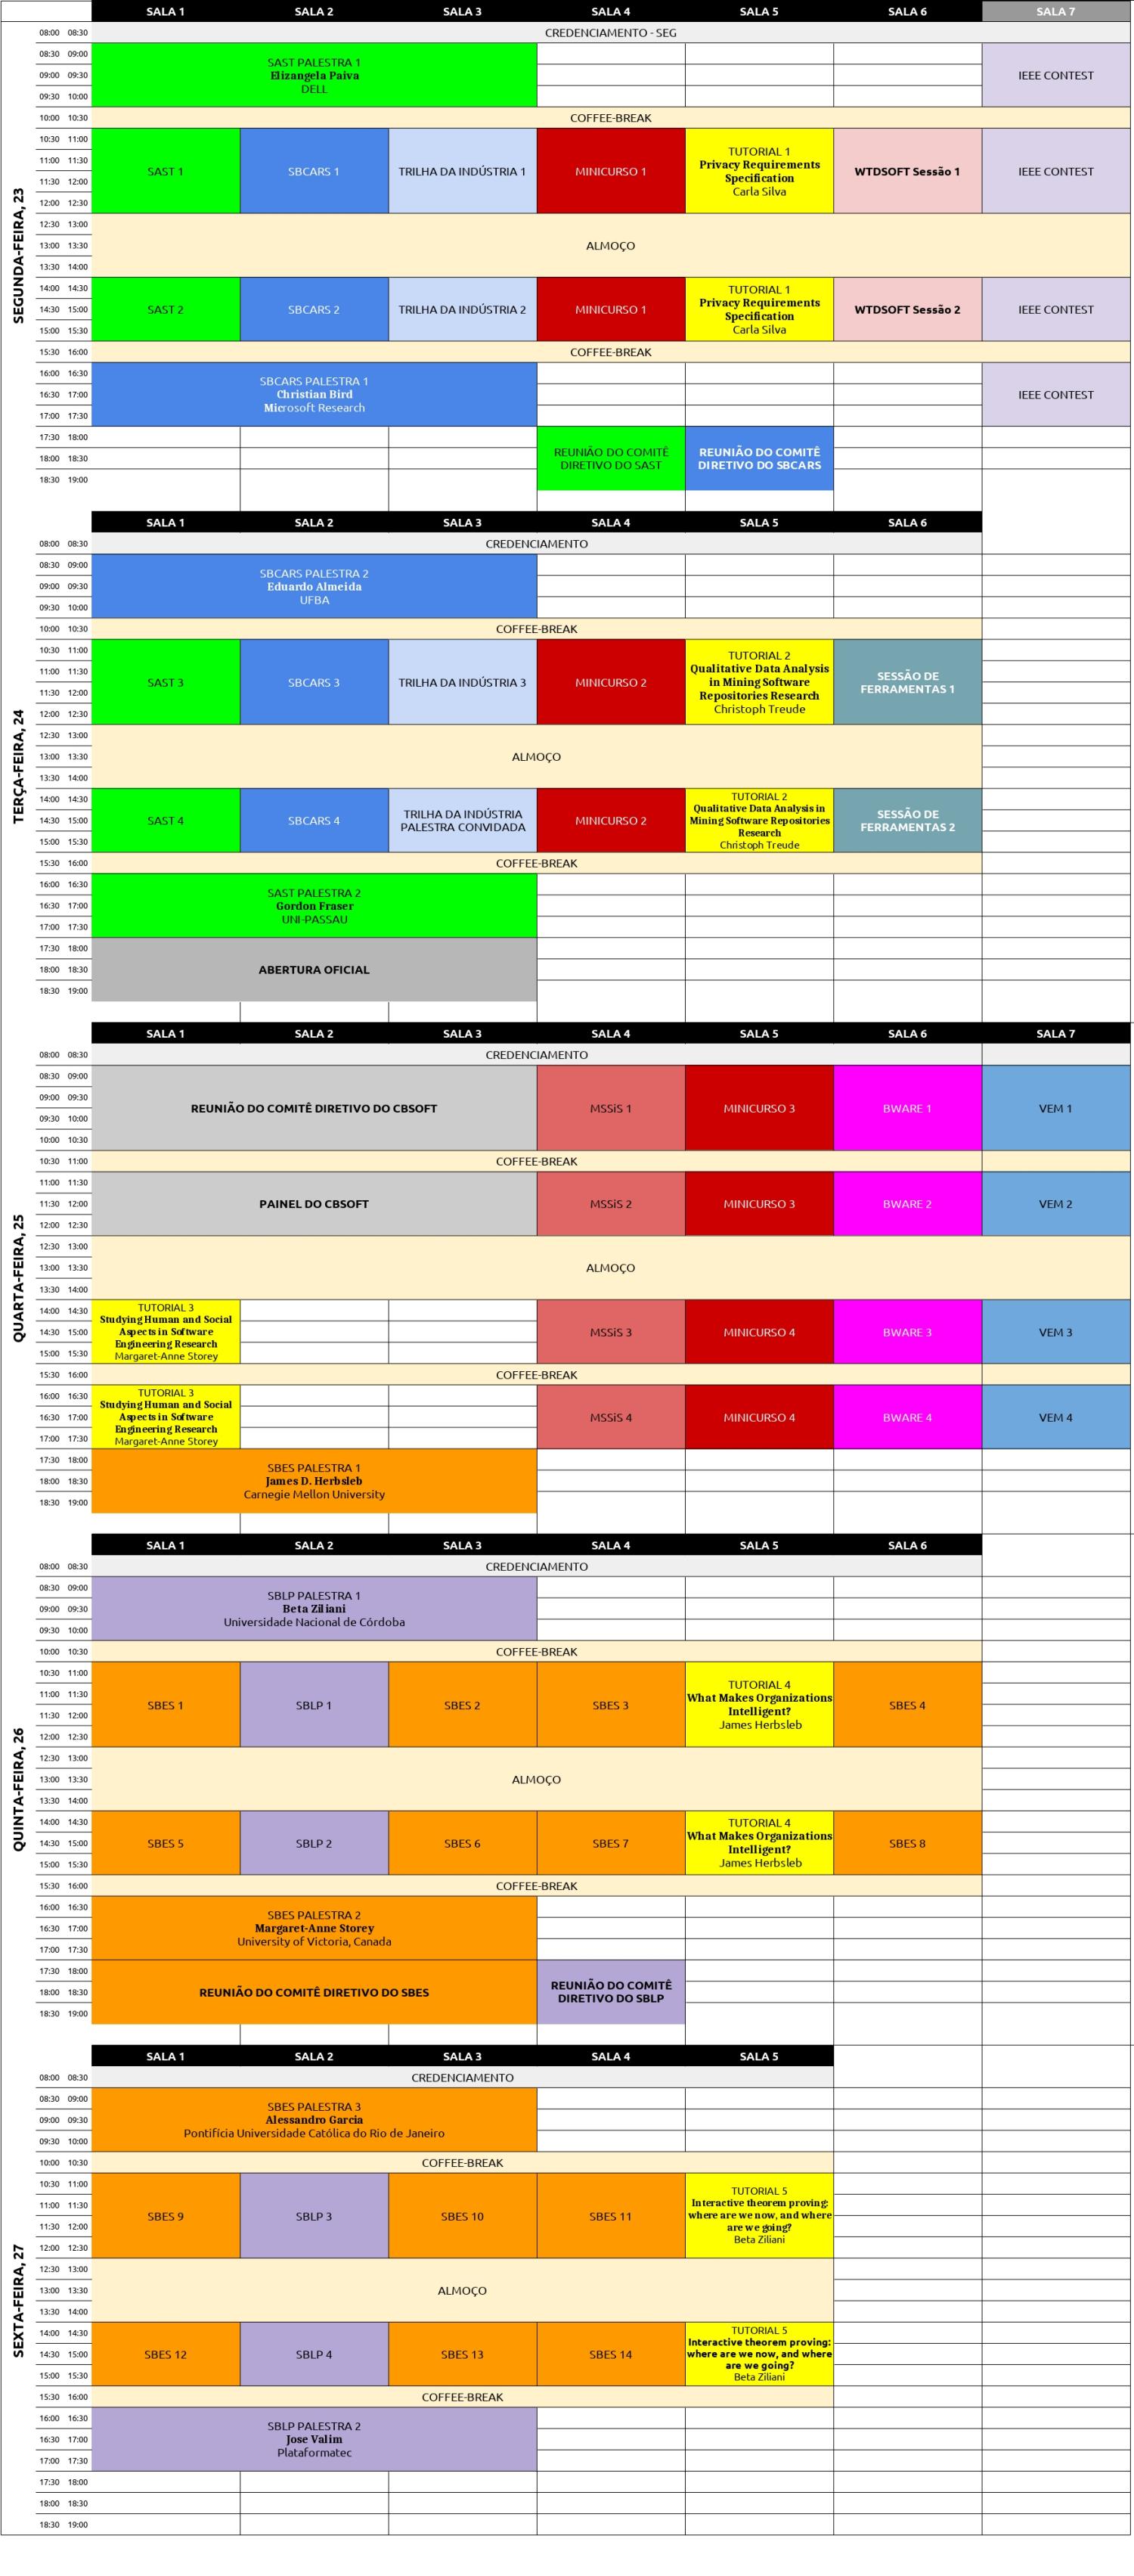 SALA 1 SALA 2 SALA 3 SALA 4 SALA 5 SALA 6 SALA 7
SEGUNDA-FEIRA, 23
08:00 08:30 CREDENCIAMENTO - SEG
08:30 09:00
SAST PALESTRA 1
Elizangela Paiva
DELL
IEEE CONTEST
09:00 09:30
09:30 10:00
10:00 10:30 COFFEE-BREAK
10:30 11:00
11:00 11:30
11:30 12:00
12:00 12:30
SAST 1
SBCARS 1
TRILHA DA INDÚSTRIA 1
MINICURSO 1
TUTORIAL 1
Privacy Requirements
Specification
Carla Silva
WTDSOFT Sessão 1
IEEE CONTEST
12:30 13:00
13:00 13:30 ALMOÇO
13:30 14:00
14:00 14:30
14:30 15:00
15:00 15:30
SAST 2
SBCARS 2
TRILHA DA INDÚSTRIA 2
MINICURSO 1
TUTORIAL 1
Privacy Requirements
Specification
Carla Silva
WTDSOFT Sessão 2
IEEE CONTEST
15:30 16:00 COFFEE-BREAK
16:00 16:30
16:30 17:00
17:00 17:30
SBCARS PALESTRA 1
Christian Bird
Microsoft Research
IEEE CONTEST
17:30 18:00
18:00 18:30
18:30 19:00
REUNIÃO DO COMITÊ
DIRETIVO DO SAST
REUNIÃO DO COMITÊ
DIRETIVO DO SBCARS
SALA 1 SALA 2 SALA 3 SALA 4 SALA 5 SALA 6
TERÇA-FEIRA, 24
08:00 08:30 CREDENCIAMENTO
08:30 09:00
09:00 09:30
09:30 10:00
SBCARS PALESTRA 2
Eduardo Almeida
UFBA
10:00 10:30 COFFEE-BREAK
10:30 11:00
11:00 11:30
11:30 12:00
12:00 12:30
SAST 3
SBCARS 3
TRILHA DA INDÚSTRIA 3
MINICURSO 2
TUTORIAL 2
Qualitative Data Analysis
in Mining Software
Repositories Research
Christoph Treude
SESSÃO DE
FERRAMENTAS 1
12:30 13:00
13:00 13:30 ALMOÇO
13:30 14:00
14:00 14:30
14:30 15:00
15:00 15:30
SAST 4
SBCARS 4
TRILHA DA INDÚSTRIA
PALESTRA CONVIDADA
MINICURSO 2
TUTORIAL 2
Qualitative Data Analysis in
Mining Software Repositories
Research
Christoph Treude
SESSÃO DE
FERRAMENTAS 2
15:30 16:00 COFFEE-BREAK
16:00 16:30
16:30 17:00
17:00 17:30
SAST PALESTRA 2
Gordon Fraser
UNI-PASSAU
17:30 18:00
18:00 18:30 ABERTURA OFICIAL
18:30 19:00
SALA 1 SALA 2 SALA 3 SALA 4 SALA 5 SALA 6 SALA 7
QUARTA-FEIRA, 25
08:00 08:30 CREDENCIAMENTO
08:30 09:00
09:00 09:30
09:30 10:00
10:00 10:30
REUNIÃO DO COMITÊ DIRETIVO DO CBSOFT
MSSiS 1
MINICURSO 3
BWARE 1
VEM 1
10:30 11:00 COFFEE-BREAK
11:00 11:30
11:30 12:00
12:00 12:30
PAINEL DO CBSOFT
MSSiS 2
MINICURSO 3
BWARE 2
VEM 2
12:30 13:00
13:00 13:30 ALMOÇO
13:30 14:00
14:00 14:30
14:30 15:00
15:00 15:30
TUTORIAL 3
Studying Human and Social
Aspects in Software
Engineering Research
Margaret-Anne Storey
MSSiS 3
MINICURSO 4
BWARE 3
VEM 3
15:30 16:00 COFFEE-BREAK
16:00 16:30
16:30 17:00
17:00 17:30
TUTORIAL 3
Studying Human and Social
Aspects in Software
Engineering Research
Margaret-Anne Storey
MSSiS 4
MINICURSO 4
BWARE 4
VEM 4
17:30 18:00
18:00 18:30
18:30 19:00
SBES PALESTRA 1
James D. Herbsleb
Carnegie Mellon University
SALA 1 SALA 2 SALA 3 SALA 4 SALA 5 SALA 6
QUINTA-FEIRA, 26
08:00 08:30 CREDENCIAMENTO
08:30 09:00
09:00 09:30
09:30 10:00
SBLP PALESTRA 1
Beta Ziliani
Universidade Nacional de Córdoba
10:00 10:30 COFFEE-BREAK
10:30 11:00
11:00 11:30
11:30 12:00
12:00 12:30
SBES 1
SBLP 1
SBES 2
SBES 3
TUTORIAL 4
What Makes Organizations
Intelligent?
James Herbsleb
SBES 4
12:30 13:00
13:00 13:30 ALMOÇO
13:30 14:00
14:00 14:30
14:30 15:00
15:00 15:30
SBES 5
SBLP 2
SBES 6
SBES 7
TUTORIAL 4
What Makes Organizations
Intelligent?
James Herbsleb
SBES 8
15:30 16:00 COFFEE-BREAK
16:00 16:30
16:30 17:00
17:00 17:30
SBES PALESTRA 2
Margaret-Anne Storey
University of Victoria, Canada
17:30 18:00
18:00 18:30
18:30 19:00
REUNIÃO DO COMITÊ DIRETIVO DO SBES
REUNIÃO DO COMITÊ
DIRETIVO DO SBLP
SALA 1 SALA 2 SALA 3 SALA 4 SALA 5
SEXTA-FEIRA, 27
08:00 08:30 CREDENCIAMENTO
08:30 09:00
09:00 09:30
09:30 10:00
SBES PALESTRA 3
Alessandro Garcia
Pontifícia Universidade Católica do Rio de Janeiro
10:00 10:30 COFFEE-BREAK
10:30 11:00
11:00 11:30
11:30 12:00
12:00 12:30
SBES 9
SBLP 3
SBES 10
SBES 11
TUTORIAL 5
Interactive theorem proving:
where are we now, and where
are we going?
Beta Ziliani
12:30 13:00
13:00 13:30 ALMOÇO
13:30 14:00
14:00 14:30
14:30 15:00
15:00 15:30
SBES 12
SBLP 4
SBES 13
SBES 14
TUTORIAL 5
Interactive theorem proving:
where are we now, and where
are we going?
Beta Ziliani
15:30 16:00 COFFEE-BREAK
16:00 16:30
16:30 17:00
17:00 17:30
SBLP PALESTRA 2
Jose Valim
Plataformatec
17:30 18:00
18:00 18:30
18:30 19:00